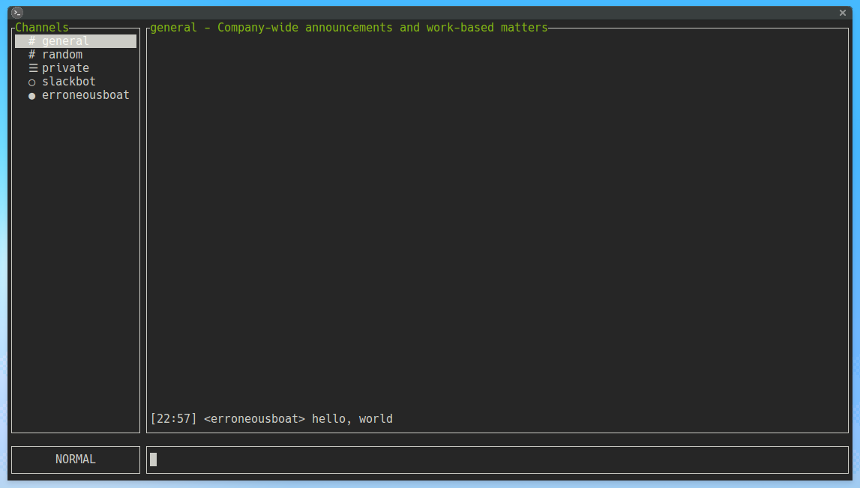 Channels
# general
# random
☰ private
○ slackbot
● erroneousboat
general - Company-wide announcements and work-based matters
[22:57] <erroneousboat> hello, world
NORMAL